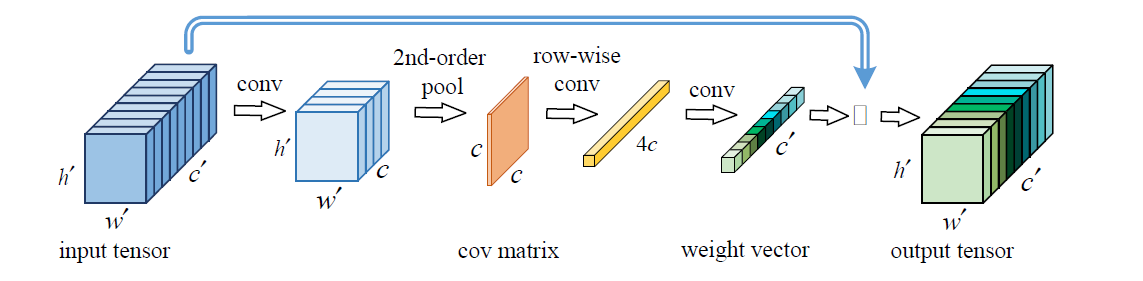 2nd-order
pool
row-wise
conv
conv
conv
h′
w′
c′
input tensor
h′
w′
c
c
c
cov matrix
4c
c′
weight vector
h′
w′
c′
output tensor